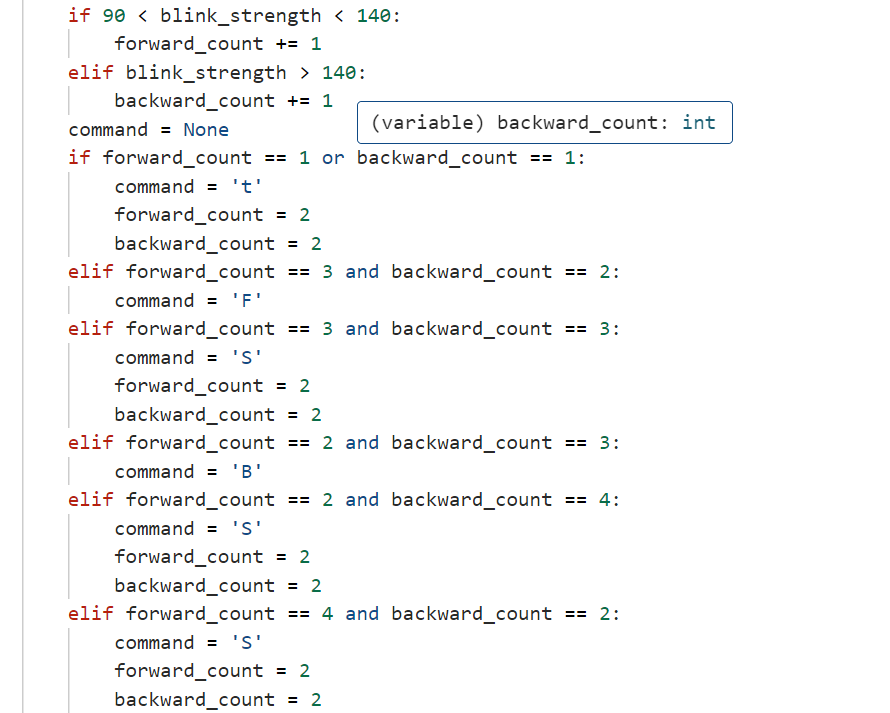 if 90 < blink_strength < 140:
    forward_count += 1
elif blink_strength > 140:
    backward_count += 1
(variable) backward_count: int
command = None
if forward_count == 1 or backward_count == 1:
    command = 't'
    forward_count = 2
    backward_count = 2
elif forward_count == 3 and backward_count == 2:
    command = 'F'
elif forward_count == 3 and backward_count == 3:
    command = 'S'
    forward_count = 2
    backward_count = 2
elif forward_count == 2 and backward_count == 3:
    command = 'B'
elif forward_count == 2 and backward_count == 4:
    command = 'S'
    forward_count = 2
    backward_count = 2
elif forward_count == 4 and backward_count == 2:
    command = 'S'
    forward_count = 2
    backward_count = 2